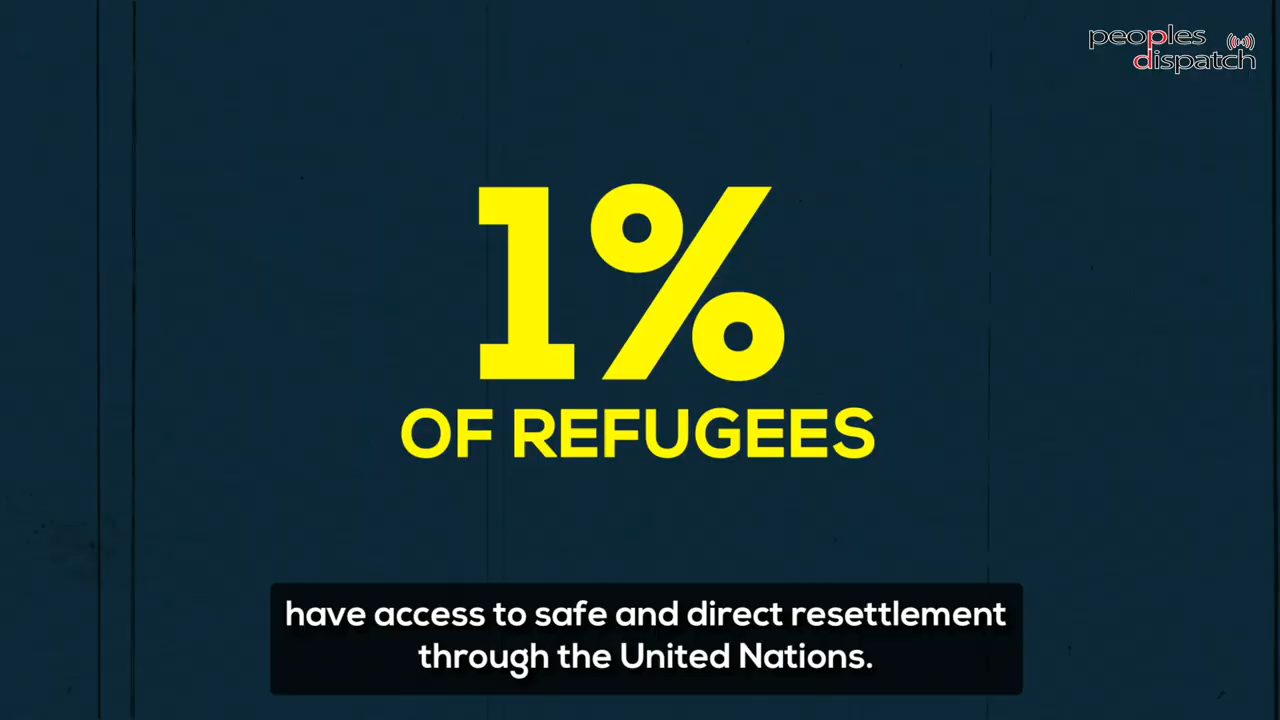 peoples
dispatch
1%
OF REFUGEES
have access to safe and direct resettlement
through the United Nations.